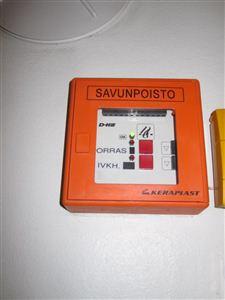 SAVUNPOISTO
D+H
ORRAS
IVKH.
KERAPLAST